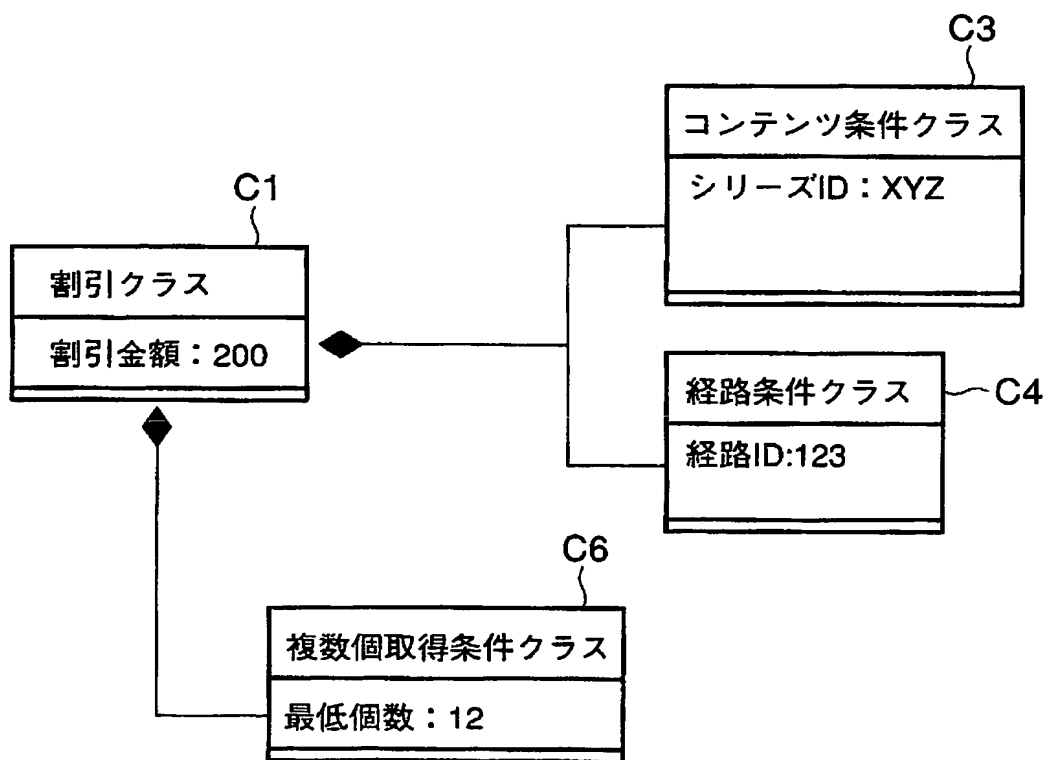 C3
コンテンツ条件クラス
シリーズID：XYZ
C1
割引クラス
割引金額：200
経路条件クラス
C4
経路ID:123
C6
複数個取得条件クラス
最低個数：12